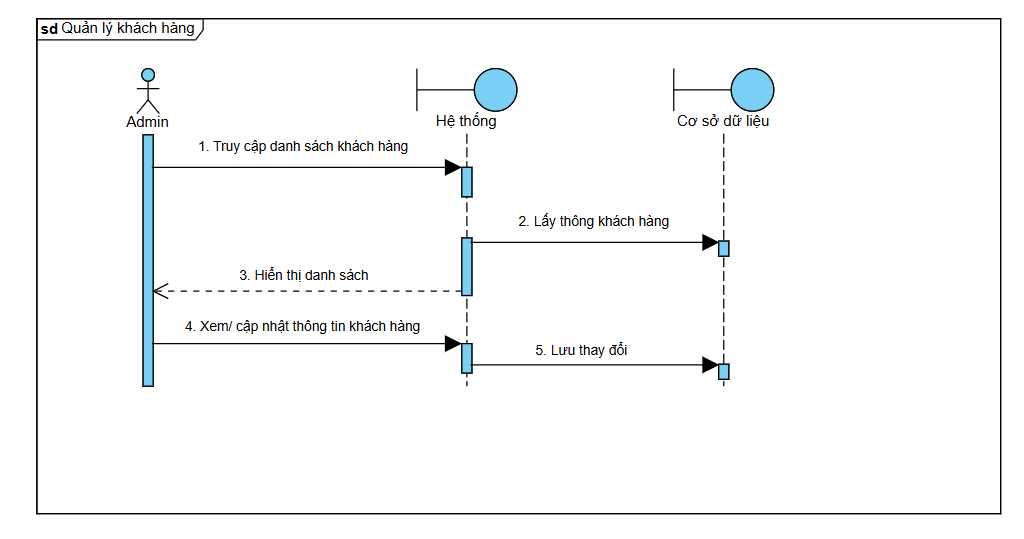 sd Quản lý khách hàng
Admin
Hệ thống
Cơ sở dữ liệu
1. Truy cập danh sách khách hàng
2. Lấy thông khách hàng
3. Hiển thị danh sách
4. Xem/ cập nhật thông tin khách hàng
5. Lưu thay đổi